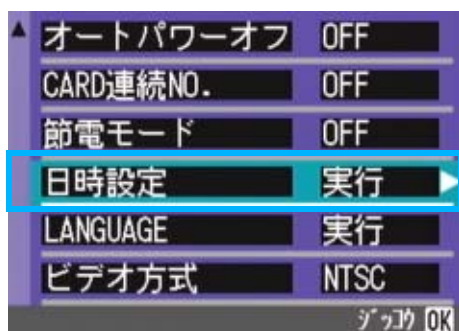 オートパワーオフ OFF
CARD連続NO. OFF
節電モード OFF
日時設定 実行
LANGUAGE 実行
ビデオ方式 NTSC
ジッコウ OK